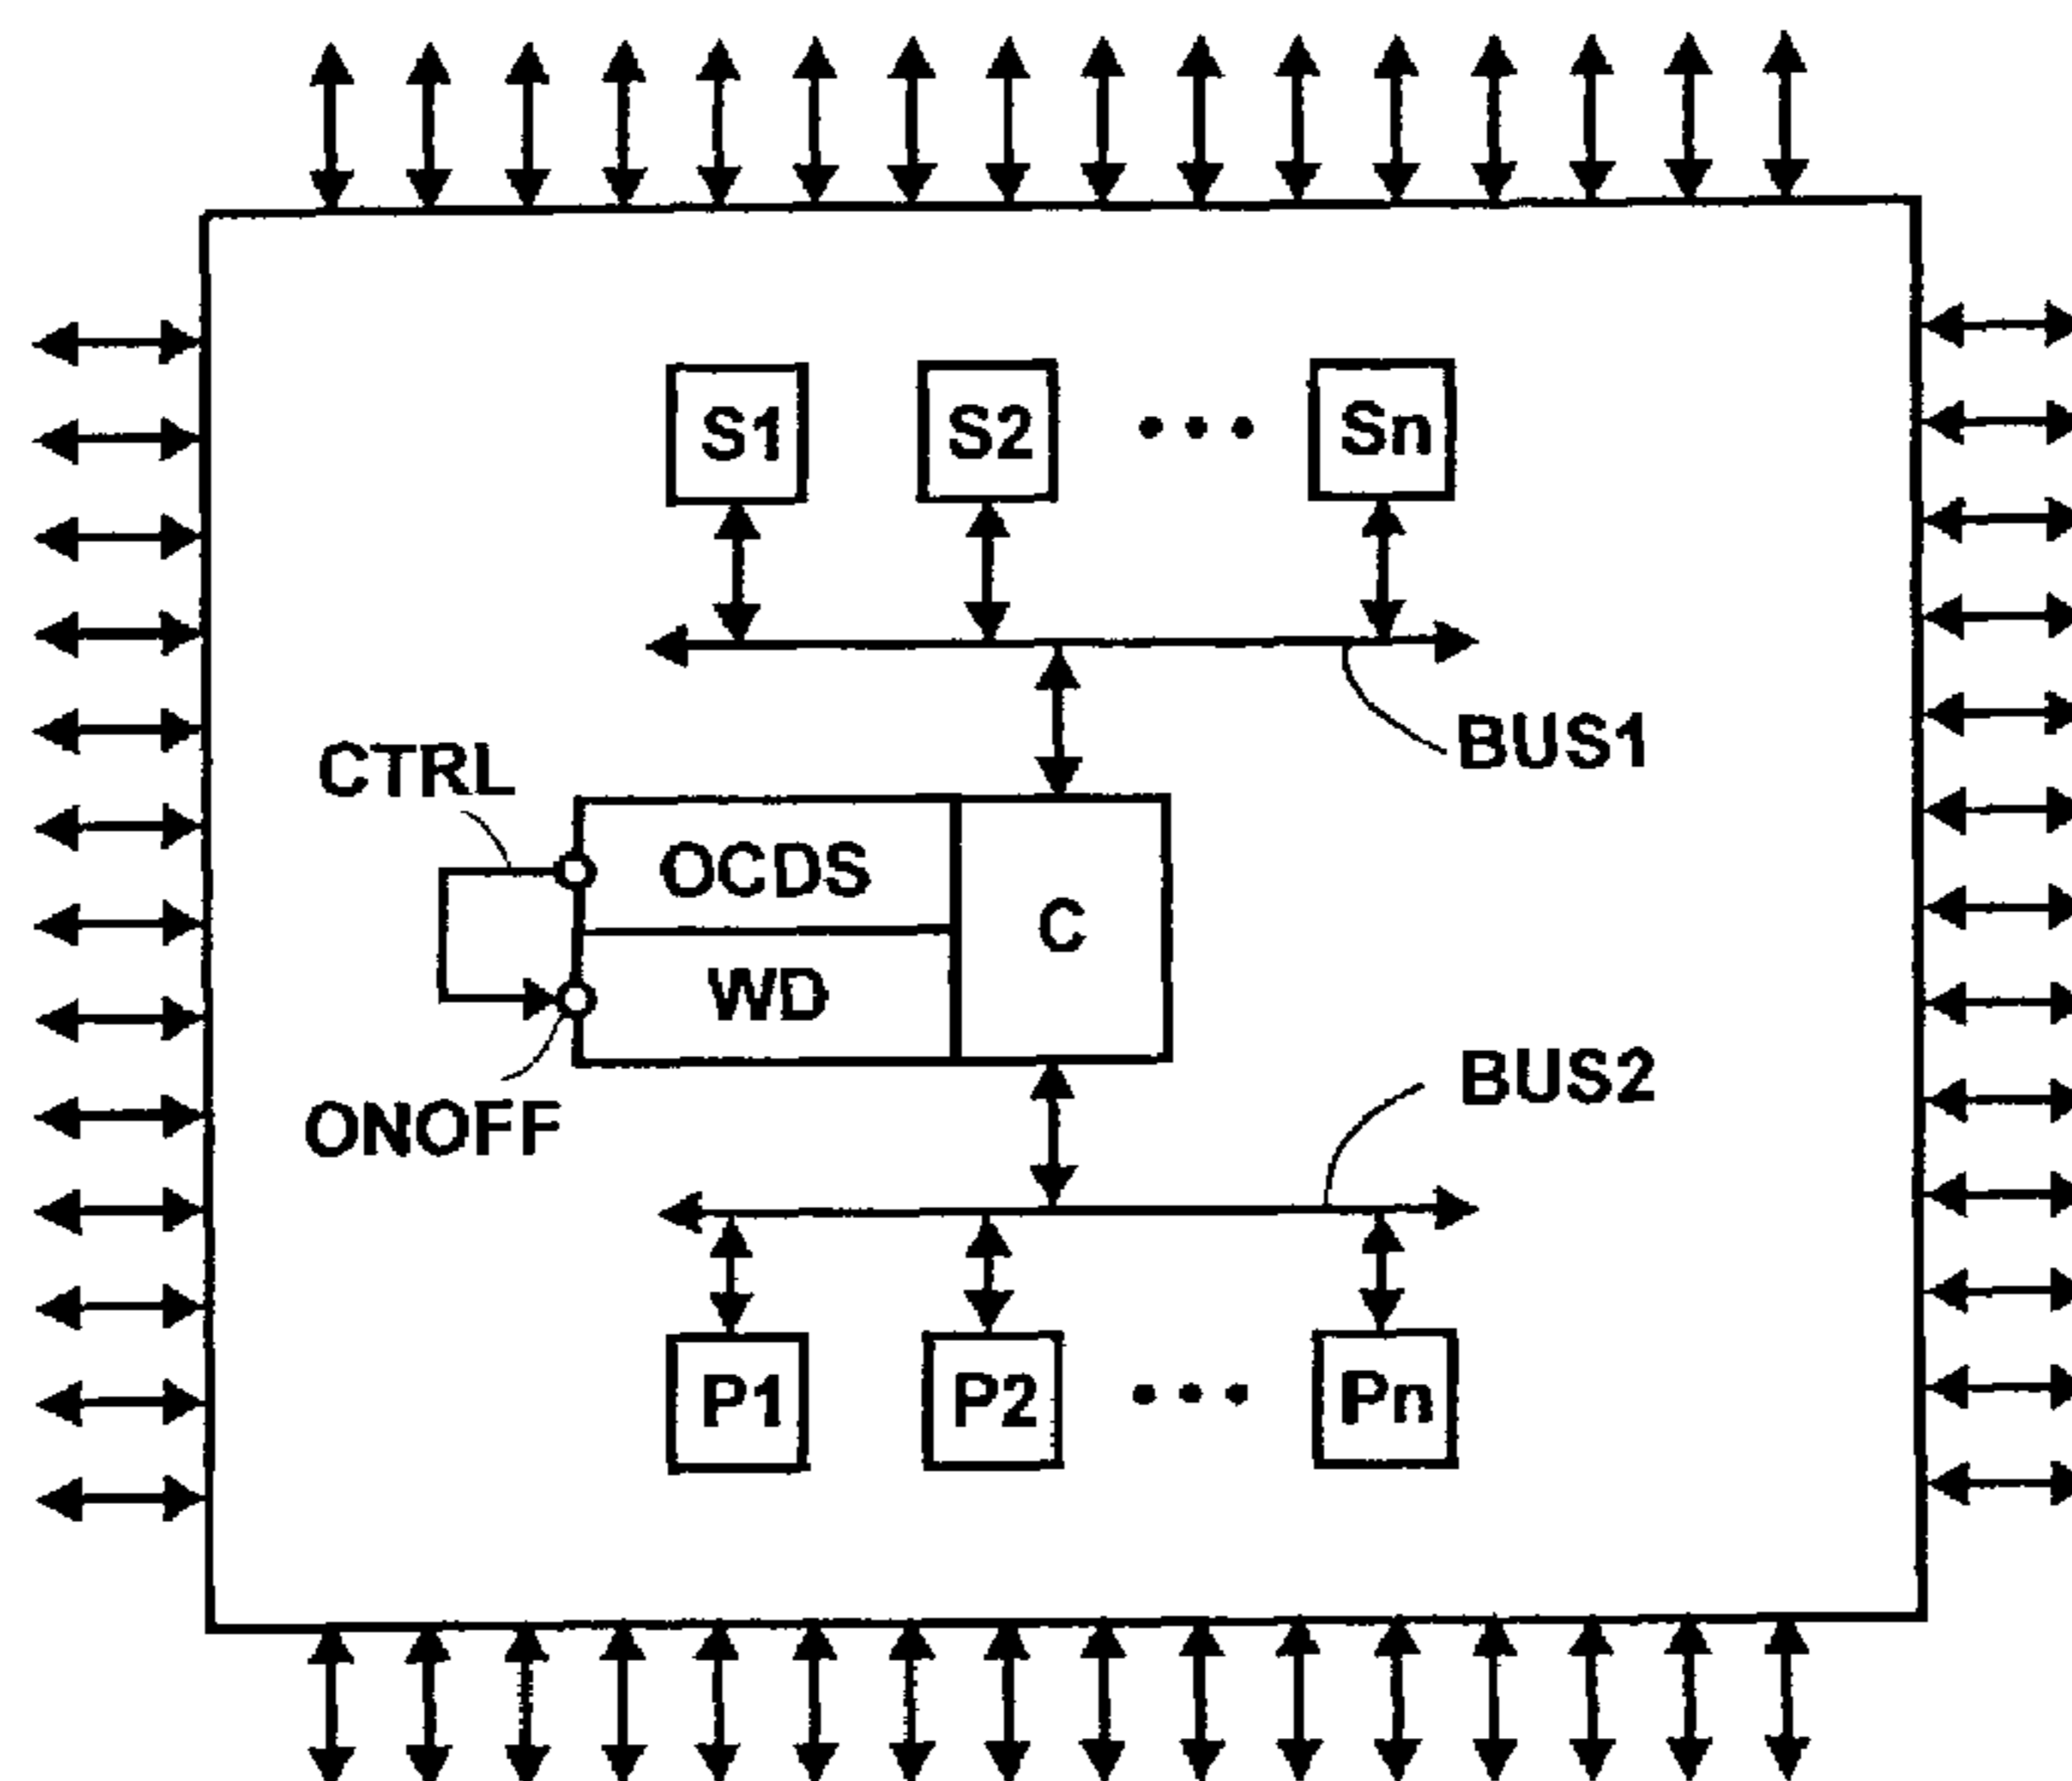 S1 S2 Sn
BUS1
CTRL
OCDS
C
WD
BUS2
ONOFF
P1 P2 Pn